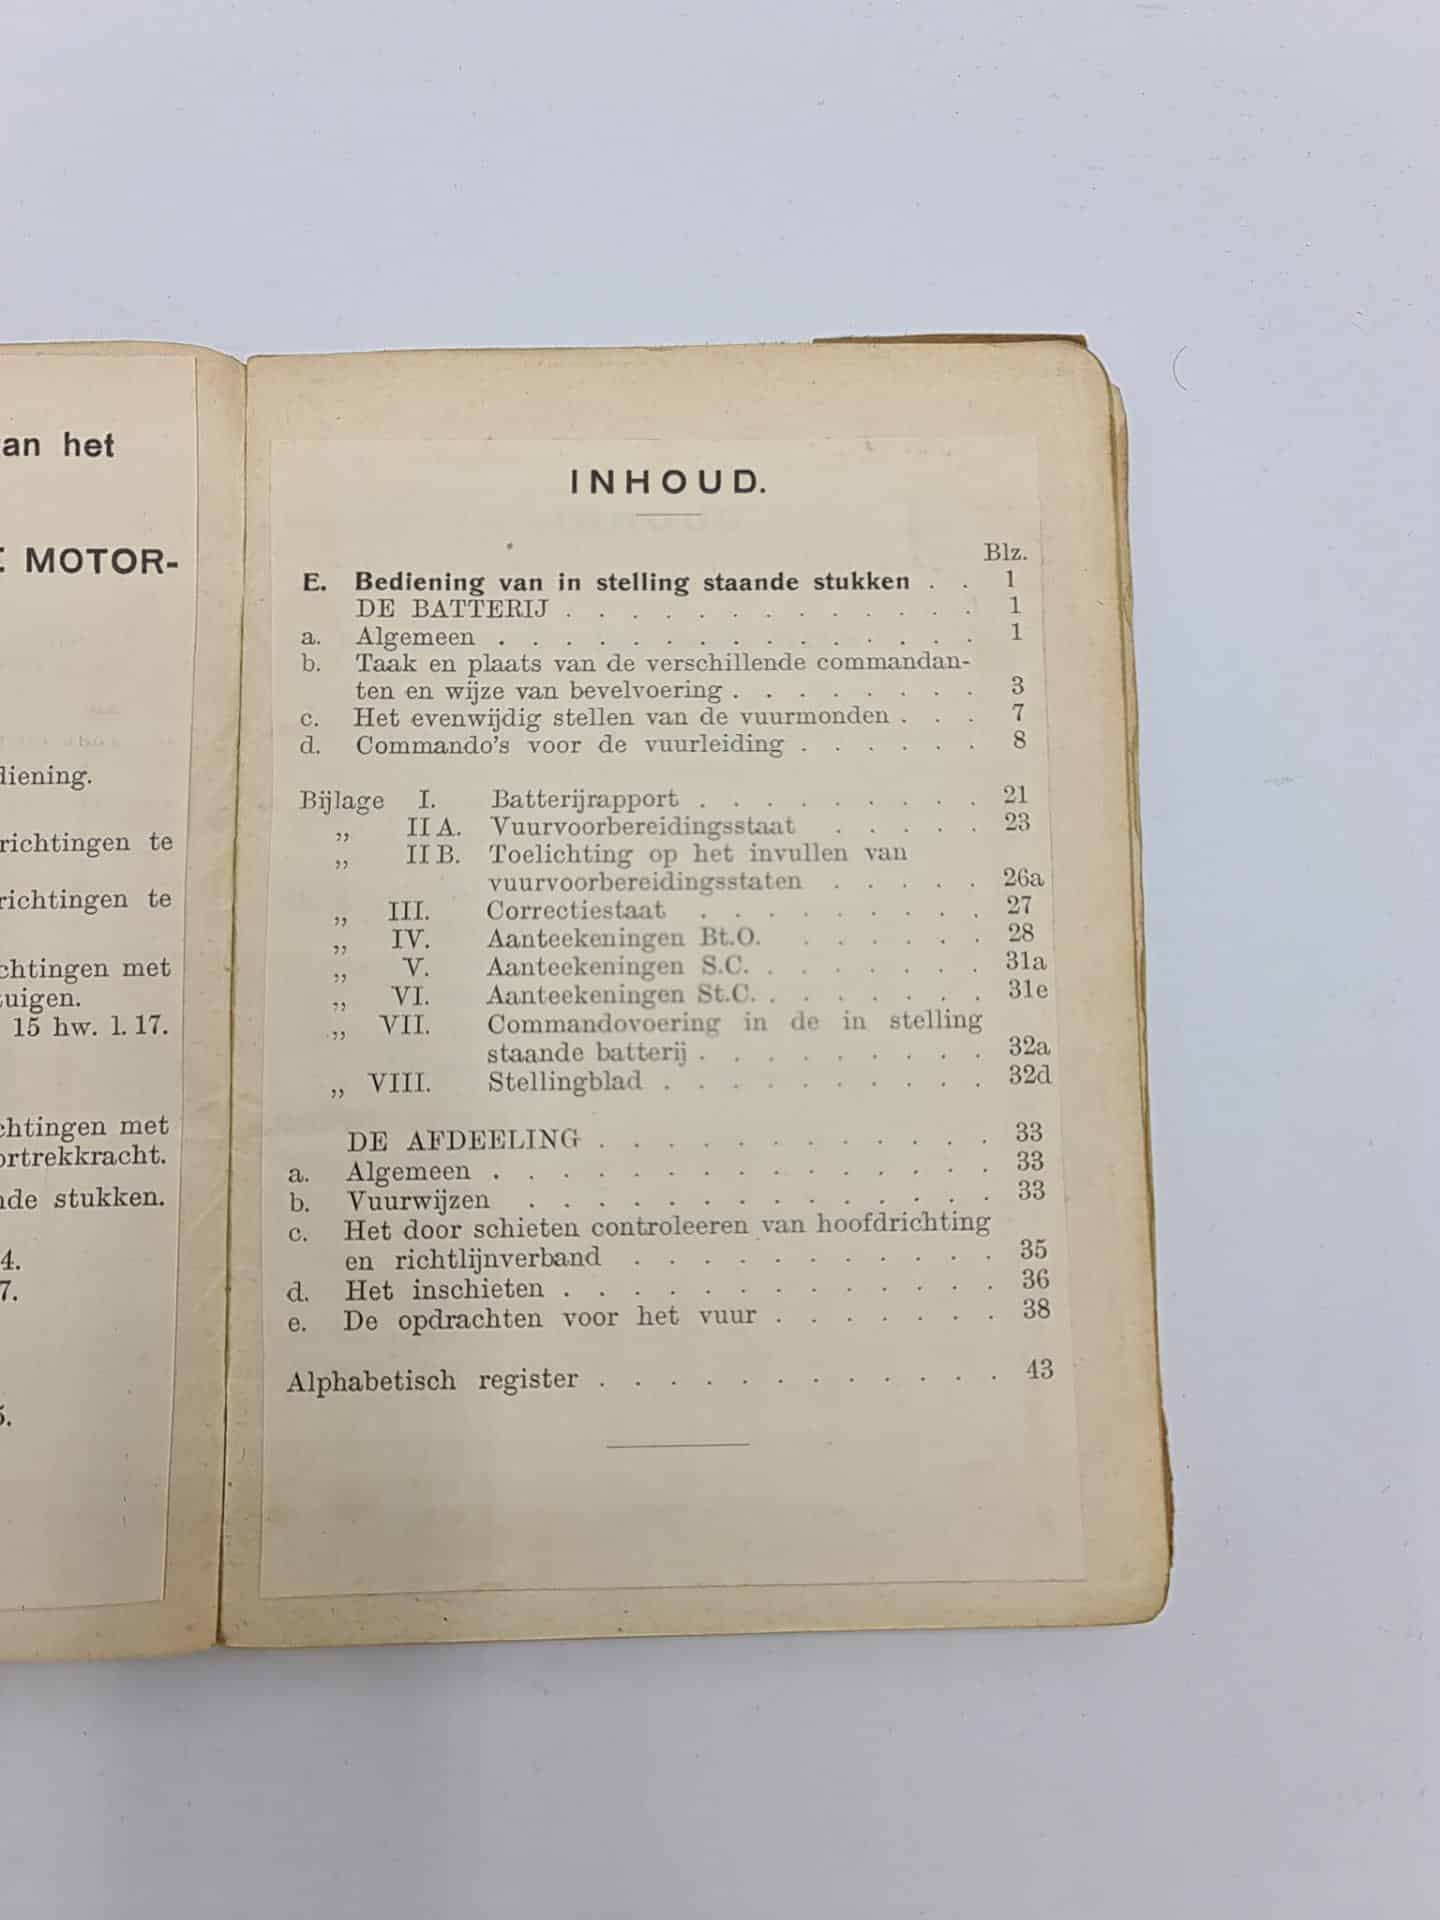 an het
MOTOR-
diening.
richtingen te
richtingen te
chtingen met
uigen.
15 hw. l. 17.
chtingen met
ortrekkracht.
nde stukken.
4.
7.
5.
INHOUD.
Blz.
E. Bediening van in stelling staande stukken . . 1
DE BATTERIJ . . . . . . . . . . . . . 1
a. Algemeen . . . . . . . . . . . . . . . 1
b. Taak en plaats van de verschillende commandan-
ten en wijze van bevelvoering . . . . . . . . 3
c. Het evenwijdig stellen van de vuurmonden . . . 7
d. Commando's voor de vuurleiding . . . . . . 8
Bijlage I. Batterijrapport . . . . . . . . . 21
„ II A. Vuurvoorbereidingsstaat . . . . . 23
„ II B. Toelichting op het invullen van
vuurvoorbereidingsstaten . . . . . 26a
„ III. Correctiestaat . . . . . . . . . 27
„ IV. Aanteekeningen Bt.O. . . . . . . 28
„ V. Aanteekeningen S.C. . . . . . . . 31a
„ VI. Aanteekeningen St.C. . . . . . . . 31e
„ VII. Commandovoering in de in stelling
staande batterij . . . . . . . . . 32a
„ VIII. Stellingblad . . . . . . . . . . 32d
DE AFDEELING . . . . . . . . . . . . 33
a. Algemeen . . . . . . . . . . . . . . . 33
b. Vuurwijzen . . . . . . . . . . . . . . 33
c. Het door schieten controleeren van hoofdrichting
en richtlijnverband . . . . . . . . . . . 35
d. Het inschieten . . . . . . . . . . . . . 36
e. De opdrachten voor het vuur . . . . . . . 38
Alphabetisch register . . . . . . . . . . . . 43